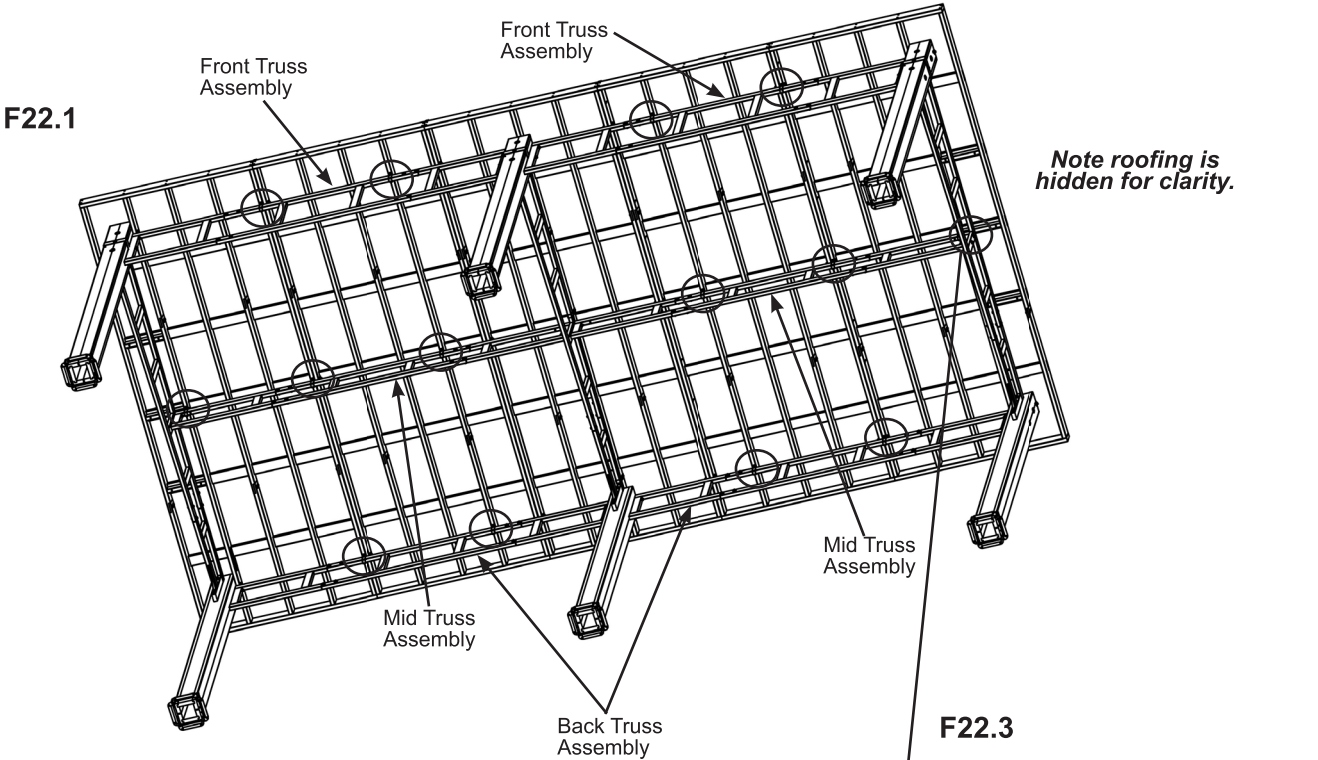 Front Truss
Assembly
Front Truss
Assembly
F22.1
Note roofing is
hidden for clarity.
Mid Truss
Assembly
Mid Truss
Assembly
Back Truss
Assembly
F22.3